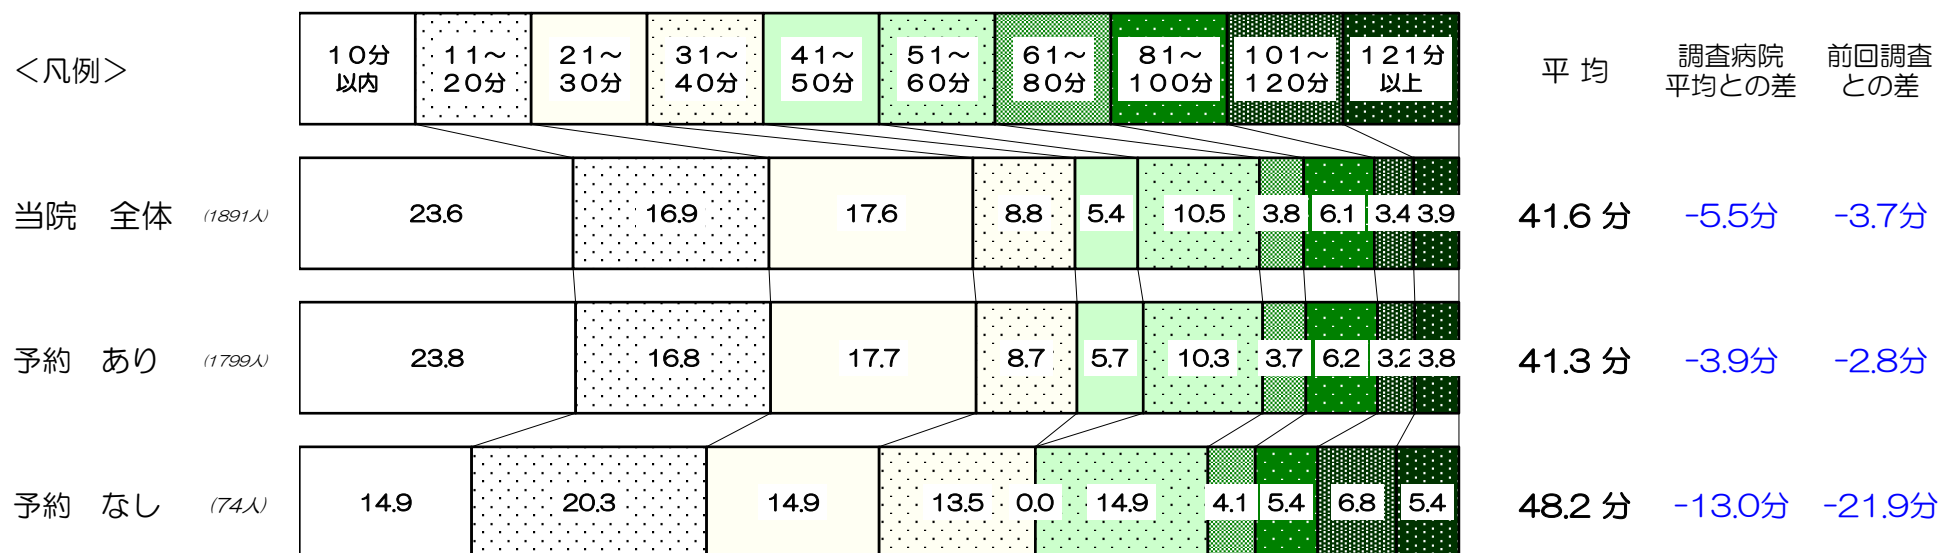 ＜凡例＞ 10分以内 11～20分 21～30分 31～40分 41～50分 51～60分 61～80分 81～100分 101～120分 121分以上 平 均 調査病院平均との差 前回調査との差
当院　全体 (1891人) 23.6 16.9 17.6 8.8 5.4 10.5 3.8 6.1 3.4 3.9 41.6 分 -5.5分 -3.7分
予約　あり (1799人) 23.8 16.8 17.7 8.7 5.7 10.3 3.7 6.2 3.2 3.8 41.3 分 -3.9分 -2.8分
予約　なし (74人) 14.9 20.3 14.9 13.5 0.0 14.9 4.1 5.4 6.8 5.4 48.2 分 -13.0分 -21.9分